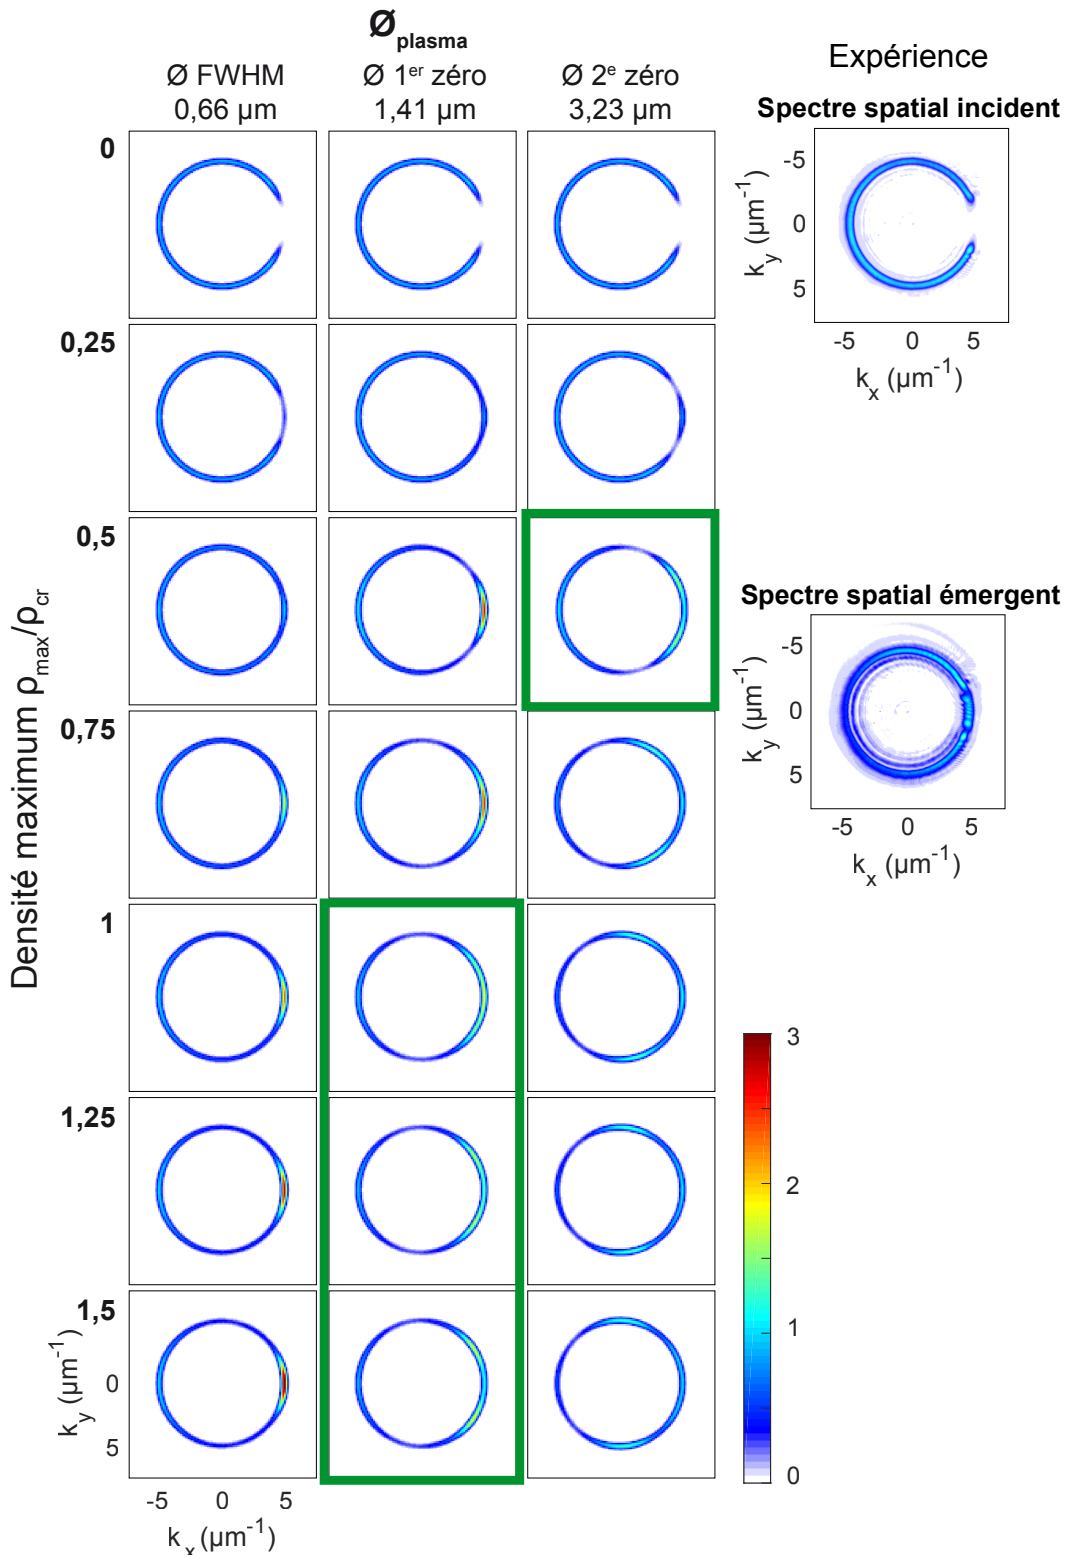 Ø plasma
Ø FWHM
0,66 µm
Ø 1er zéro
1,41 µm
Ø 2e zéro
3,23 µm
Expérience
Spectre spatial incident
-5
0
5
ky (µm-1)
-5 0 5
kx (µm-1)
Spectre spatial émergent
-5
0
5
ky (µm-1)
-5 0 5
kx (µm-1)
Densité maximum ρmax/ρcr
0
0,25
0,5
0,75
1
1,25
1,5
ky (µm-1)
0
5
-5 0 5
kx (µm-1)
3
2
1
0